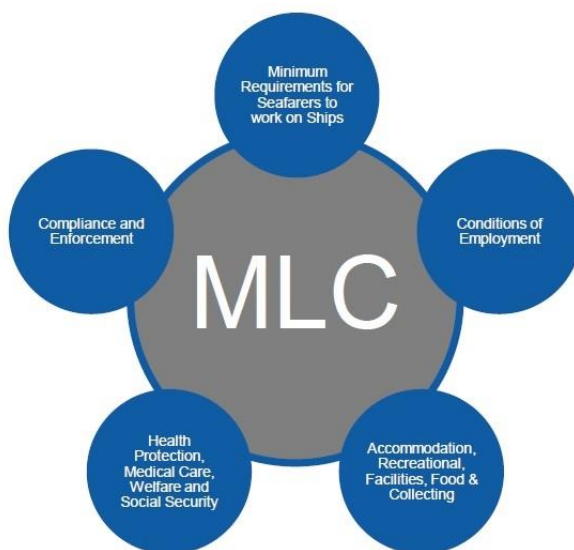 Minimum
Requirements for
Seafarers to
work on Ships
Compliance and
Enforcement
Conditions of
Employment
MLC
Health
Protection,
Medical Care,
Welfare and
Social Security
Accommodation,
Recreational,
Facilities, Food &
Collecting